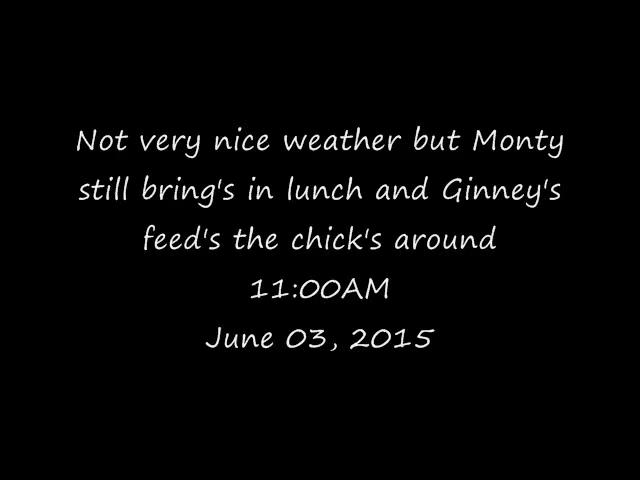 Not very nice weather but Monty
still bring's in lunch and Ginney's
feed's the chick's around
11:00AM
June 03, 2015